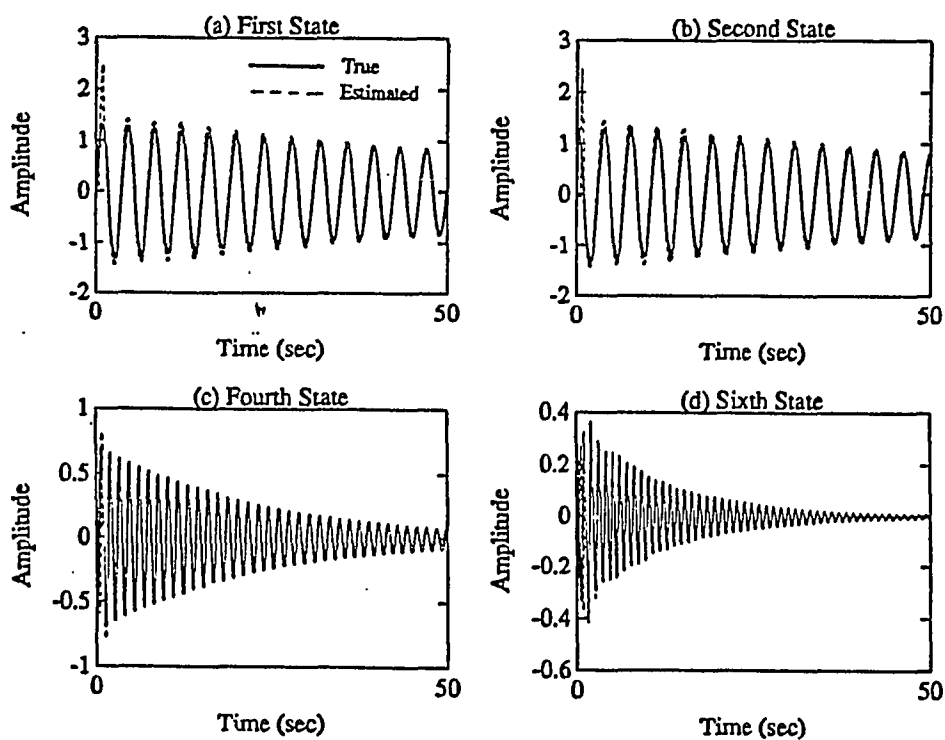 (a) First State
3
2
1
0
-1
-2
Amplitude
True
Estimated
0
50
Time (sec)
(b) Second State
3
2
1
0
-1
-2
Amplitude
0
50
Time (sec)
(c) Fourth State
1
0.5
0
-0.5
-1
Amplitude
0
50
Time (sec)
(d) Sixth State
0.4
0.2
0
-0.2
-0.4
-0.6
Amplitude
0
50
Time (sec)